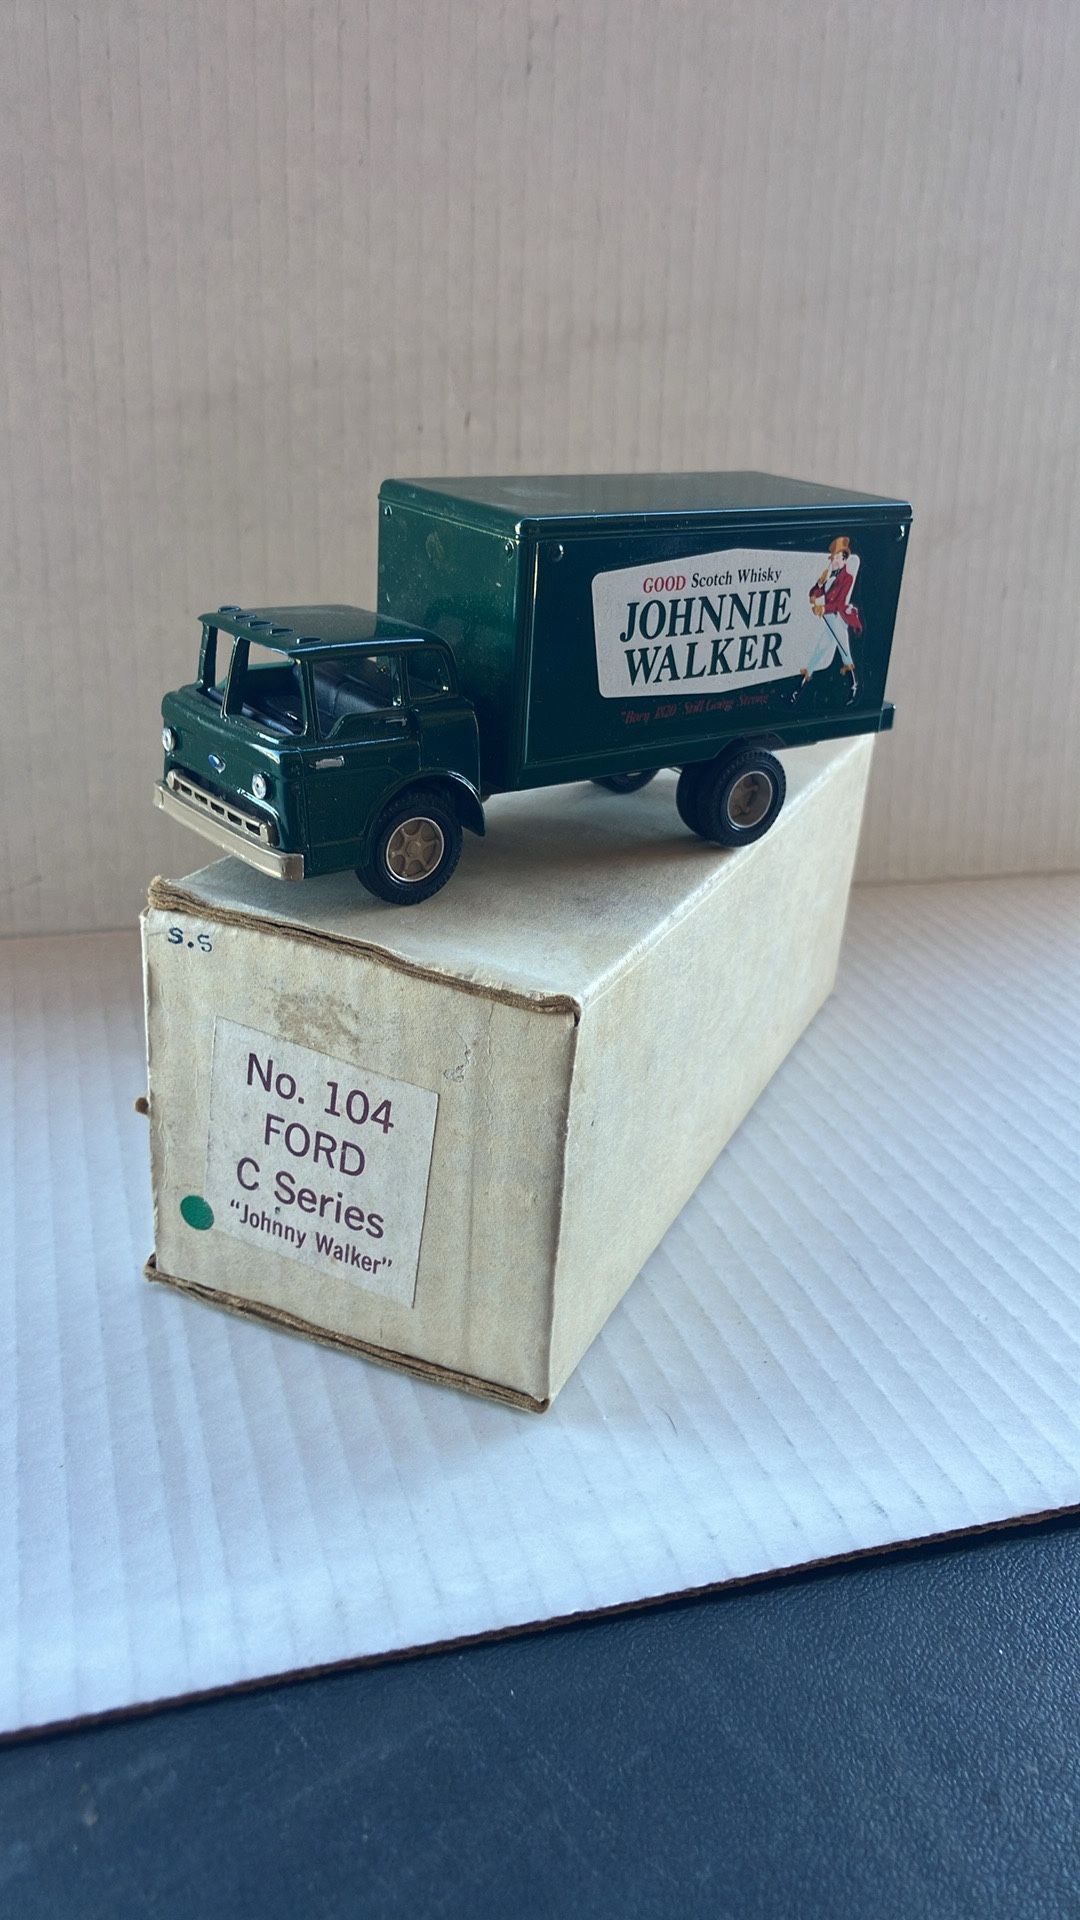 GOOD Scotch Whisky
JOHNNIE
WALKER
"Born 1820 Still Going Strong"
S.S
No. 104
FORD
C Series
“Johnny Walker”